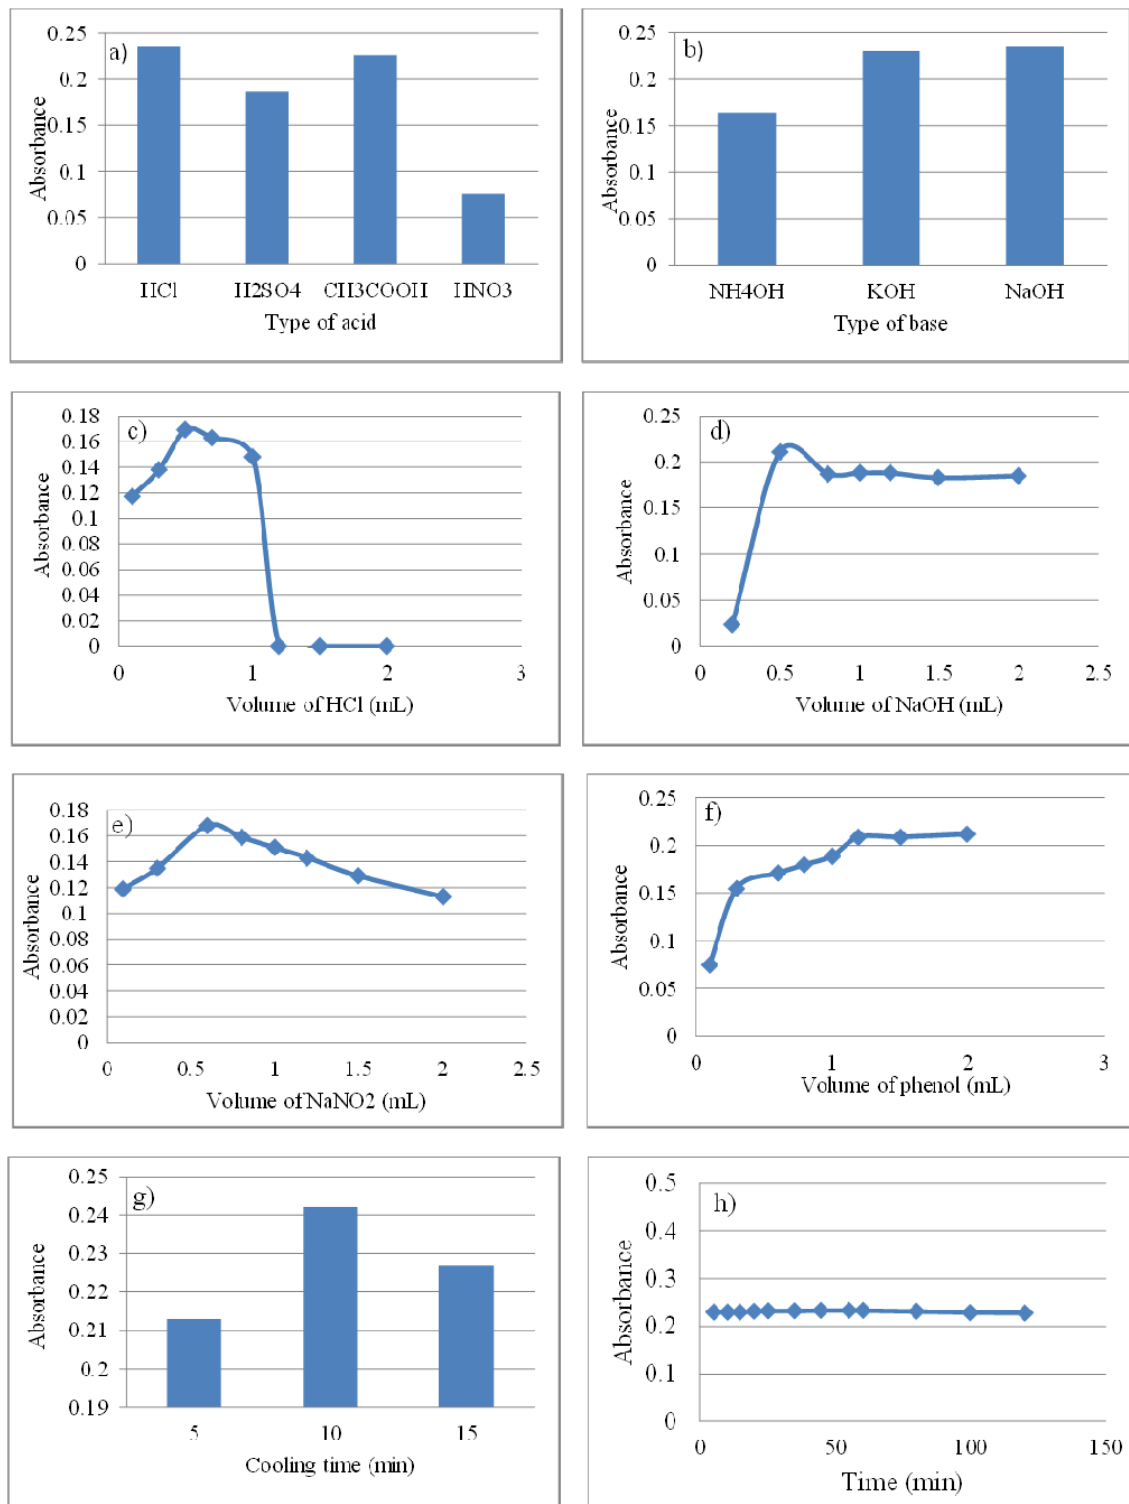 a)
0.25
0.2
0.15
0.1
0.05
0
Absorbance
HCl H2SO4 CH3COOH HNO3
Type of acid
b)
0.25
0.2
0.15
0.1
0.05
0
Absorbance
NH4OH KOH NaOH
Type of base
c)
0.18
0.16
0.14
0.12
0.1
0.08
0.06
0.04
0.02
0
Absorbance
0 1 2 3
Volume of HCl (mL)
d)
0.25
0.2
0.15
0.1
0.05
0
Absorbance
0 0.5 1 1.5 2 2.5
Volume of NaOH (mL)
e)
0.18
0.16
0.14
0.12
0.1
0.08
0.06
0.04
0.02
0
Absorbance
0 0.5 1 1.5 2 2.5
Volume of NaNO2 (mL)
f)
0.25
0.2
0.15
0.1
0.05
0
Absorbance
0 1 2 3
Volume of phenol (mL)
g)
0.25
0.24
0.23
0.22
0.21
0.2
0.19
Absorbance
5 10 15
Cooling time (min)
h)
0.5
0.4
0.3
0.2
0.1
0
Absorbance
0 50 100 150
Time (min)